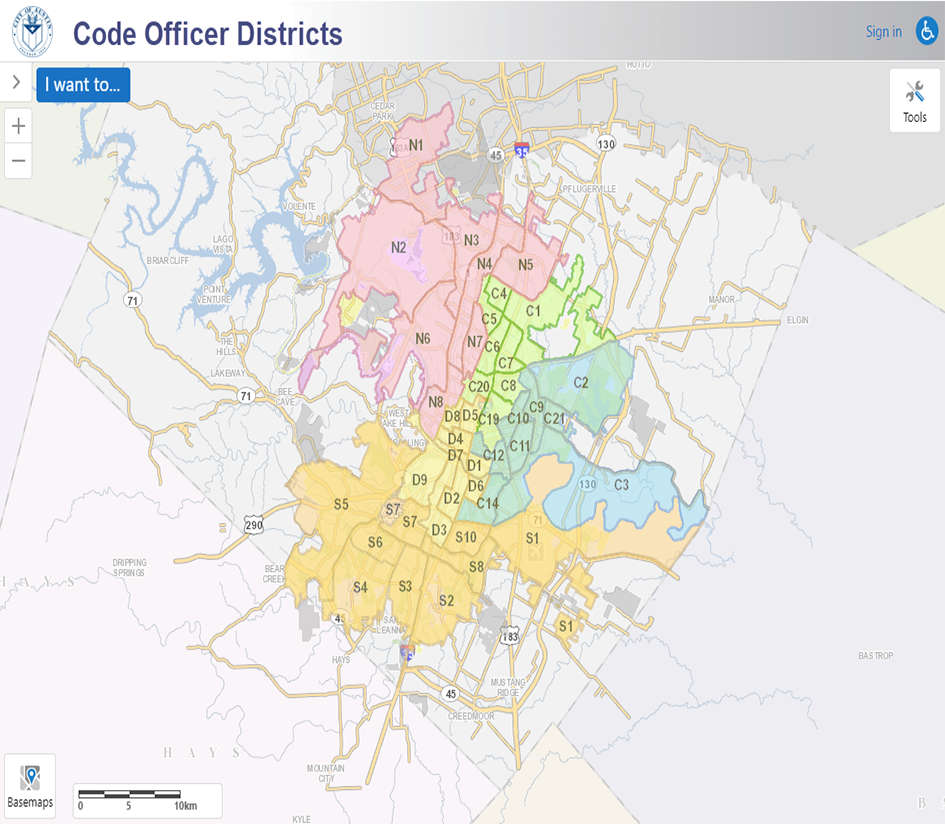 CITY OF AUSTIN
Code Officer Districts
Sign in
I want to...
Tools
HUTTO
CEDAR
PARK
N1
183A
45
35
130
PFLUGERVILLE
VOLENTE
LAGO
VISTA
BRIARCLIFF
N2
183
N3
N4
N5
POINT
VENTURE
71
C4
C1
MANOR
ELGIN
C5
THE
HILLS
N6
N7
C6
C7
LAKEWAY
C20
C8
C2
71
BEE
CAVE
N8
WEST
LAKE HILLS
D8
D5
C19
C10
C9
C21
ROLLINGWOOD
D4
D7
C12
C11
D1
D9
D6
130
C3
D2
C14
S5
S7
S7
71
290
D3
S10
S1
S6
DRIPPING
SPRINGS
BEAR
CREEK
S8
HAYS
S4
S3
S2
45
SAN
LEANNA
S1
183
35
HAYS
BASTROP
MUSTANG
RIDGE
45
CREEDMOOR
HAYS
MOUNTAIN
CITY
Basemaps
0 5 10km
KYLE
B A